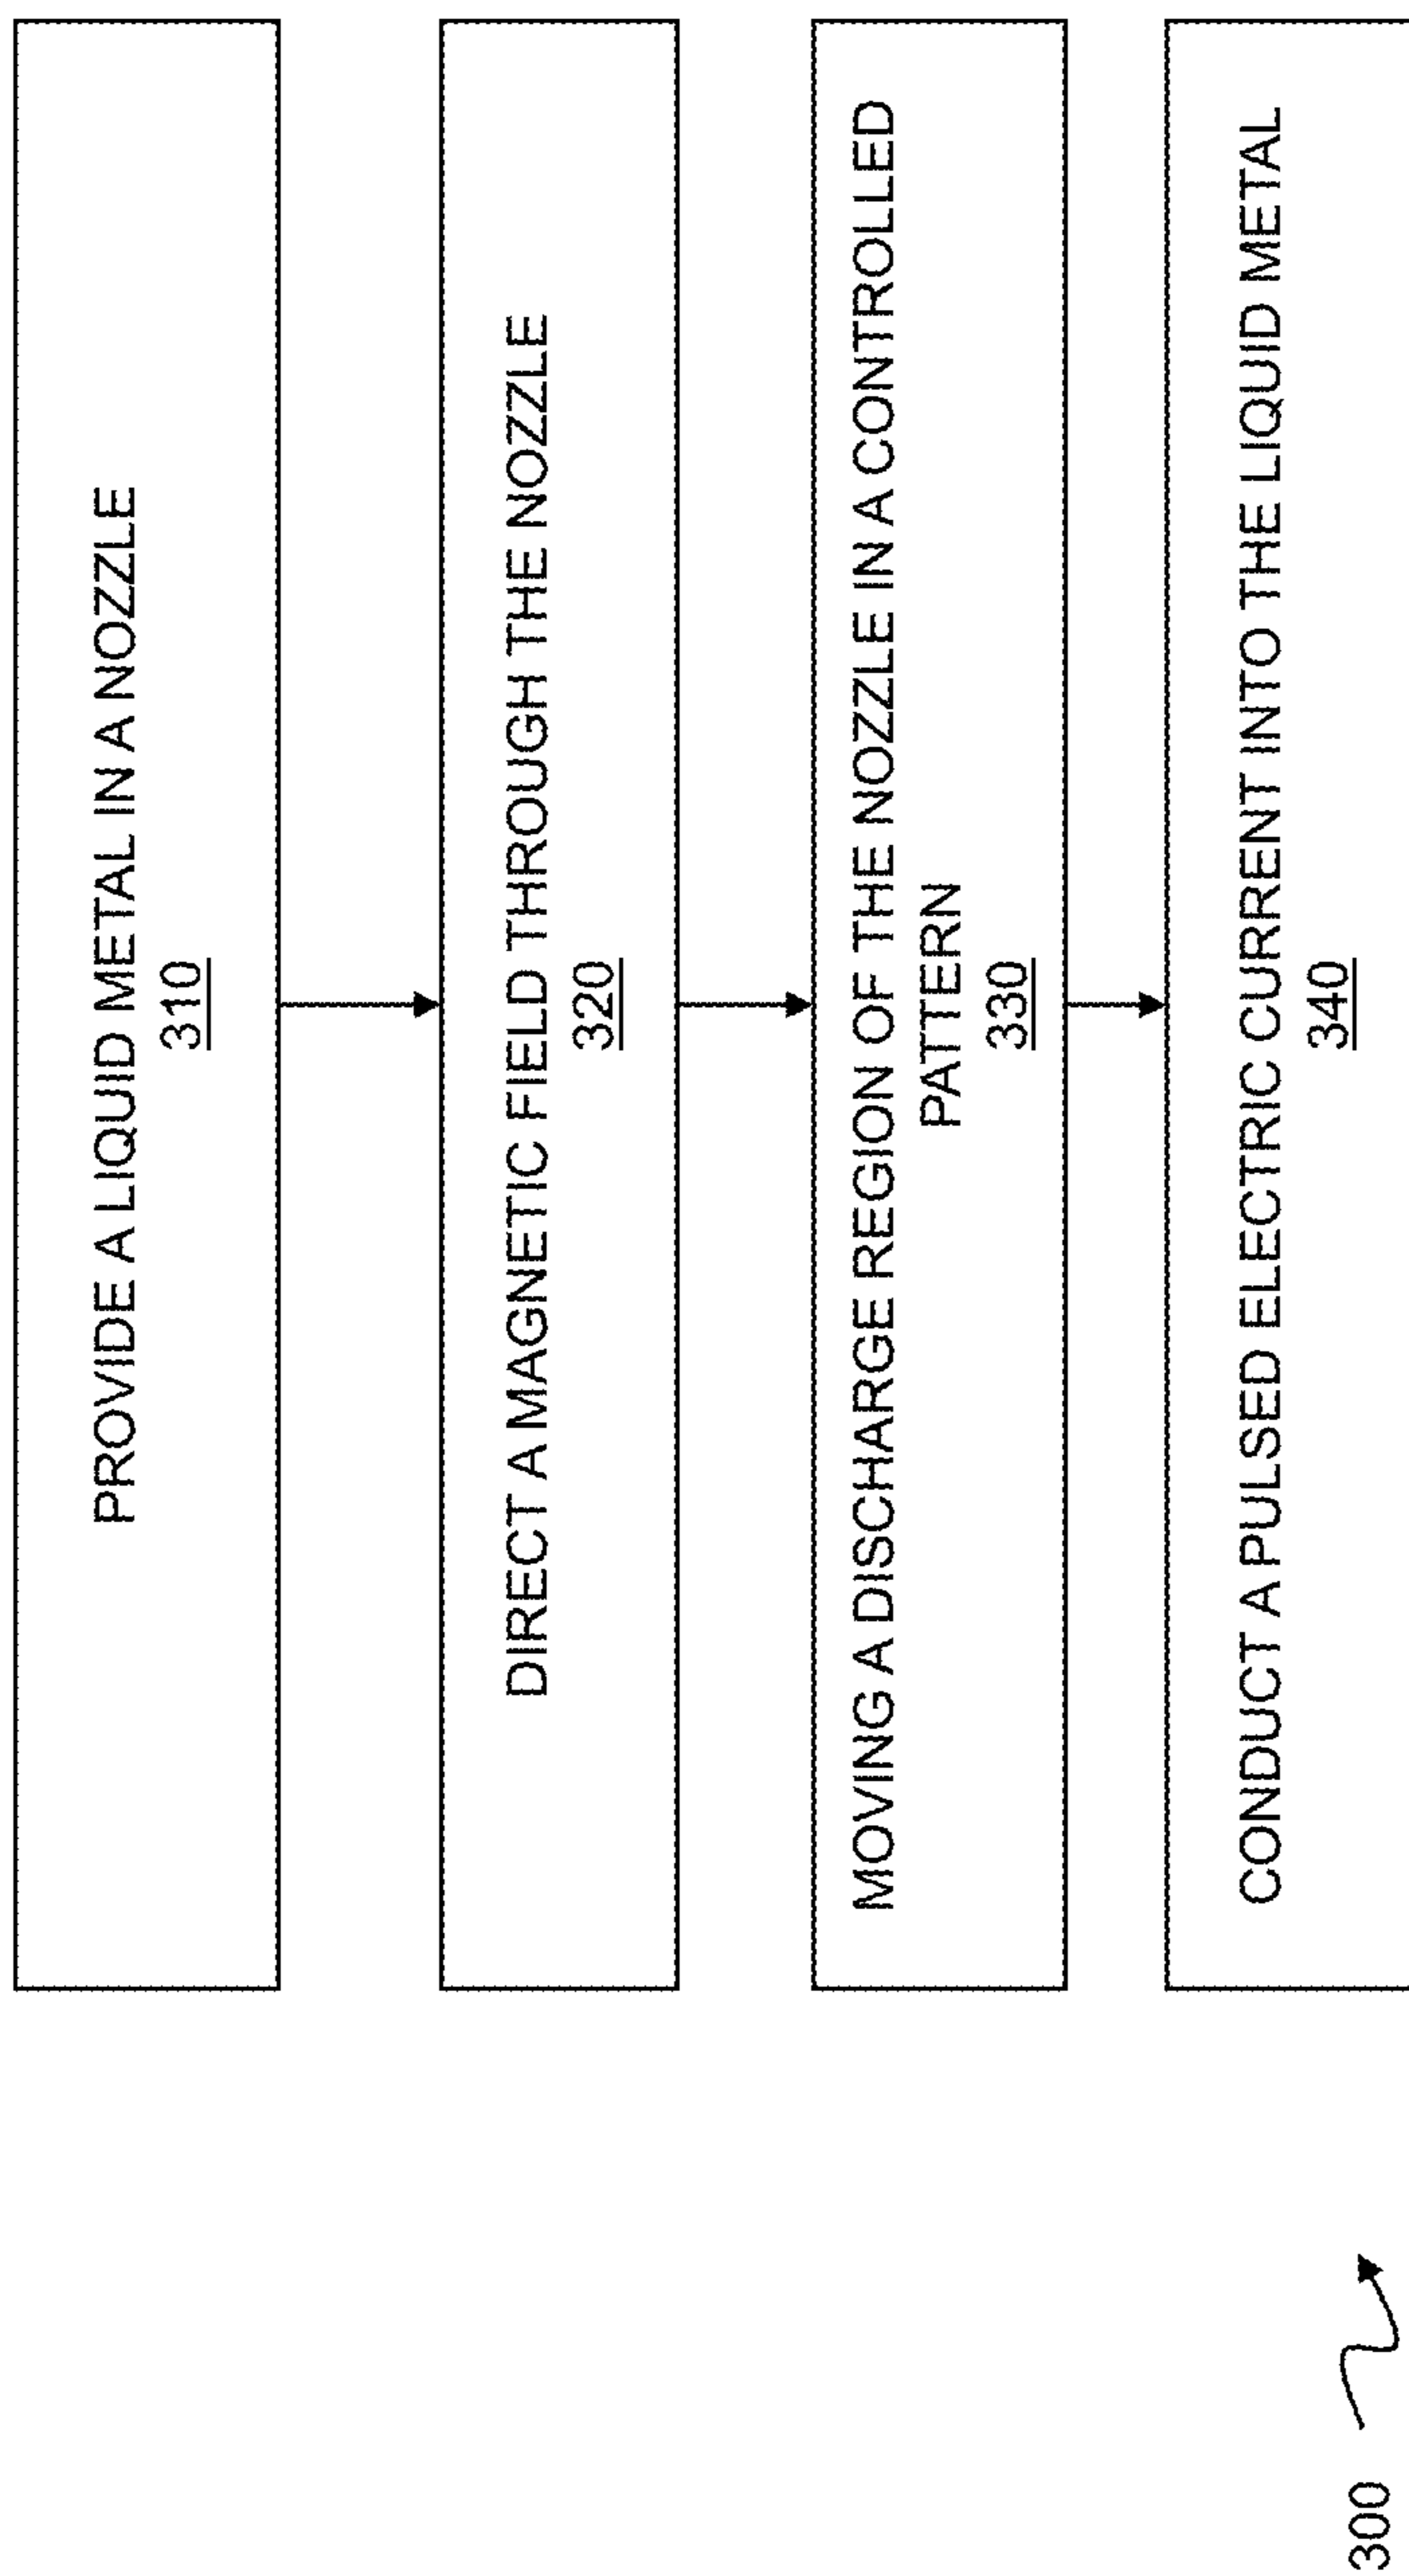 PROVIDE A LIQUID METAL IN A NOZZLE
310
DIRECT A MAGNETIC FIELD THROUGH THE NOZZLE
320
MOVING A DISCHARGE REGION OF THE NOZZLE IN A CONTROLLED
PATTERN
330
CONDUCT A PULSED ELECTRIC CURRENT INTO THE LIQUID METAL
340
300